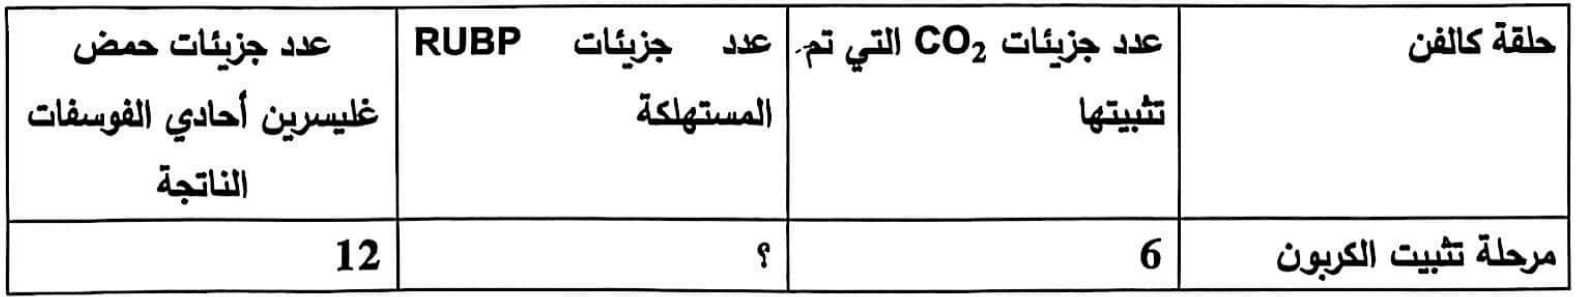 حلقة كالفن
عدد جزيئات CO₂ التي تم
تثبيتها
عدد جزيئات RUBP
المستهلكة
عدد جزيئات حمض
غليسرين أحادي الفوسفات
الناتجة
مرحلة تثبيت الكربون
6
؟
12